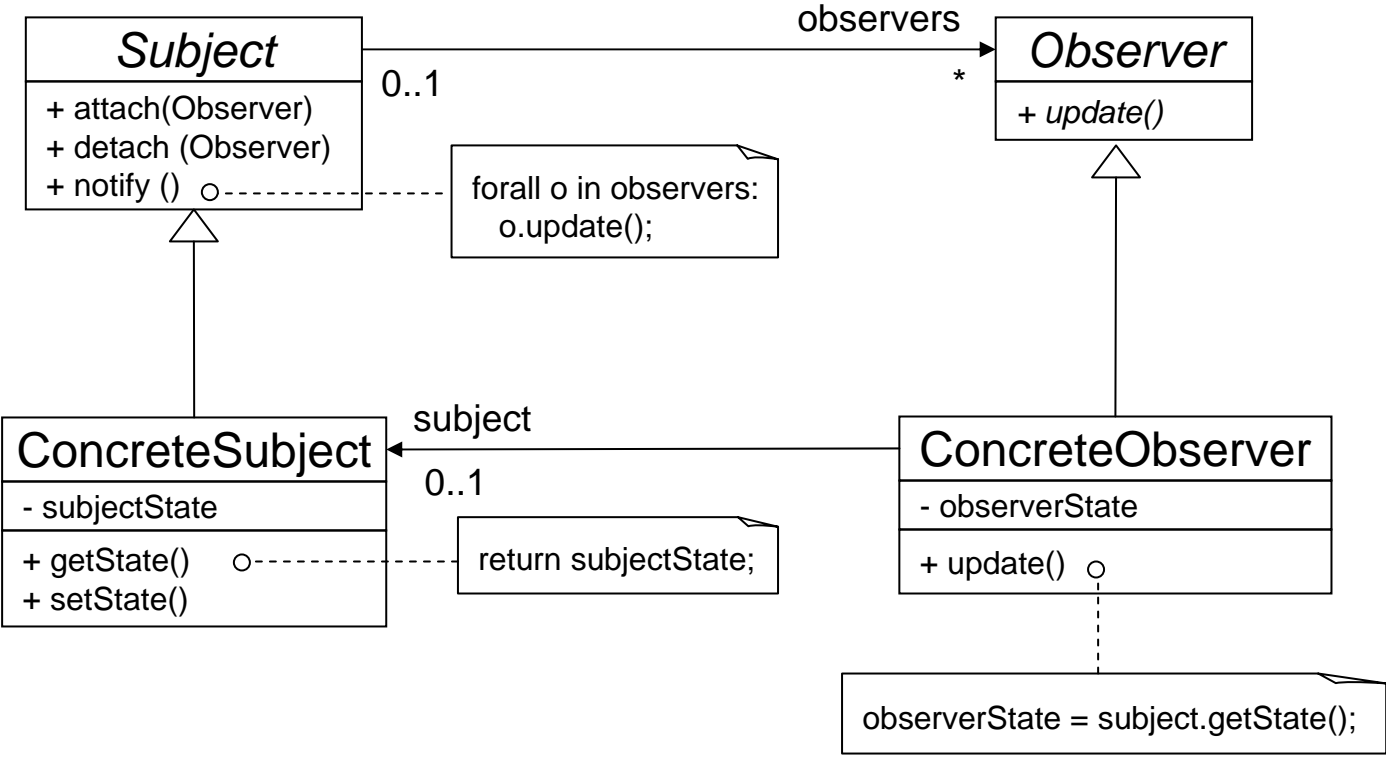 Subject
+ attach(Observer)
+ detach (Observer)
+ notify ()
observers
0..1
*
Observer
+ update()
forall o in observers:
o.update();
ConcreteSubject
- subjectState
+ getState()
+ setState()
subject
0..1
return subjectState;
ConcreteObserver
- observerState
+ update()
observerState = subject.getState();